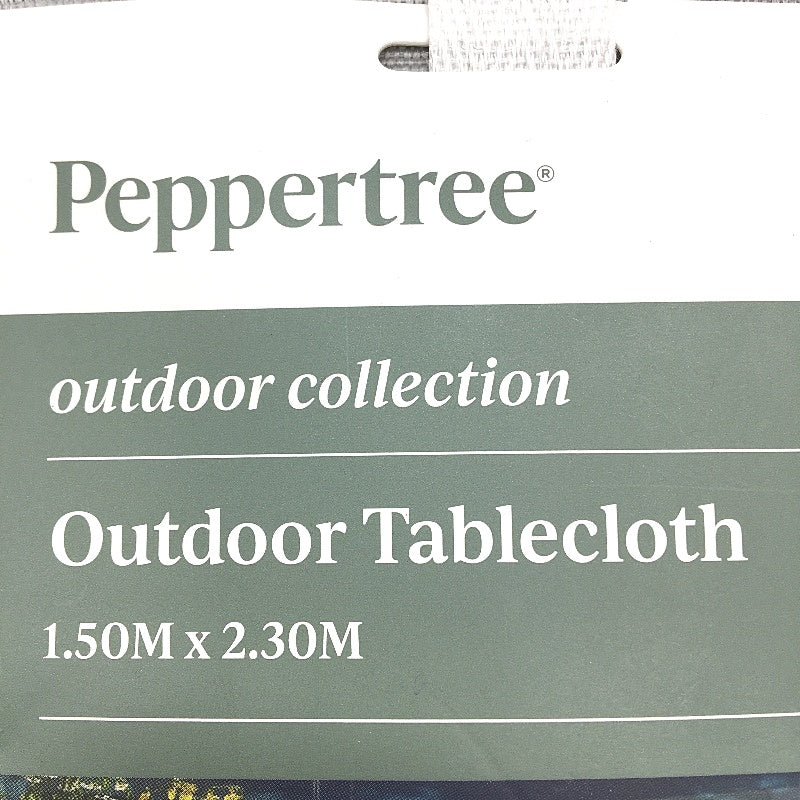 Peppertree®
outdoor collection
Outdoor Tablecloth
1.50M x 2.30M